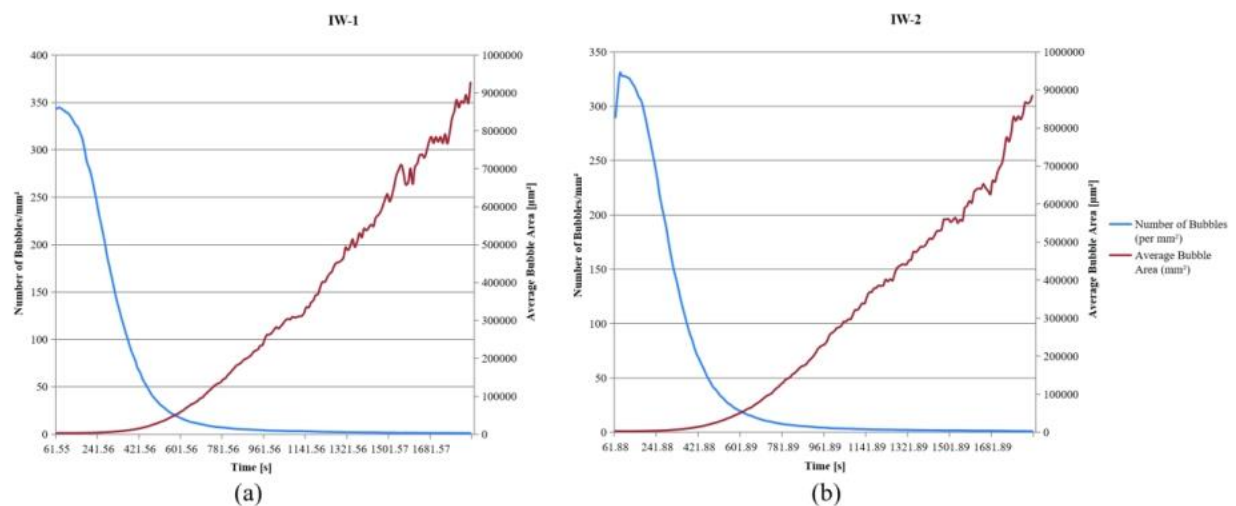 IW-1
400
350
300
250
200
150
100
50
0
Number of Bubbles/mm²
1000000
900000
800000
700000
600000
500000
400000
300000
200000
100000
0
Average Bubble Area [µm²]
61.55 241.56 421.56 601.56 781.56 961.56 1141.56 1321.56 1501.57 1681.57
Time [s]
(a)
IW-2
350
300
250
200
150
100
50
0
Number of Bubbles/mm²
1000000
900000
800000
700000
600000
500000
400000
300000
200000
100000
0
Average Bubble Area [µm²]
61.88 241.88 421.88 601.89 781.89 961.89 1141.89 1321.89 1501.89 1681.89
Time [s]
(b)
Number of Bubbles
(per mm²)
Average Bubble
Area (mm²)